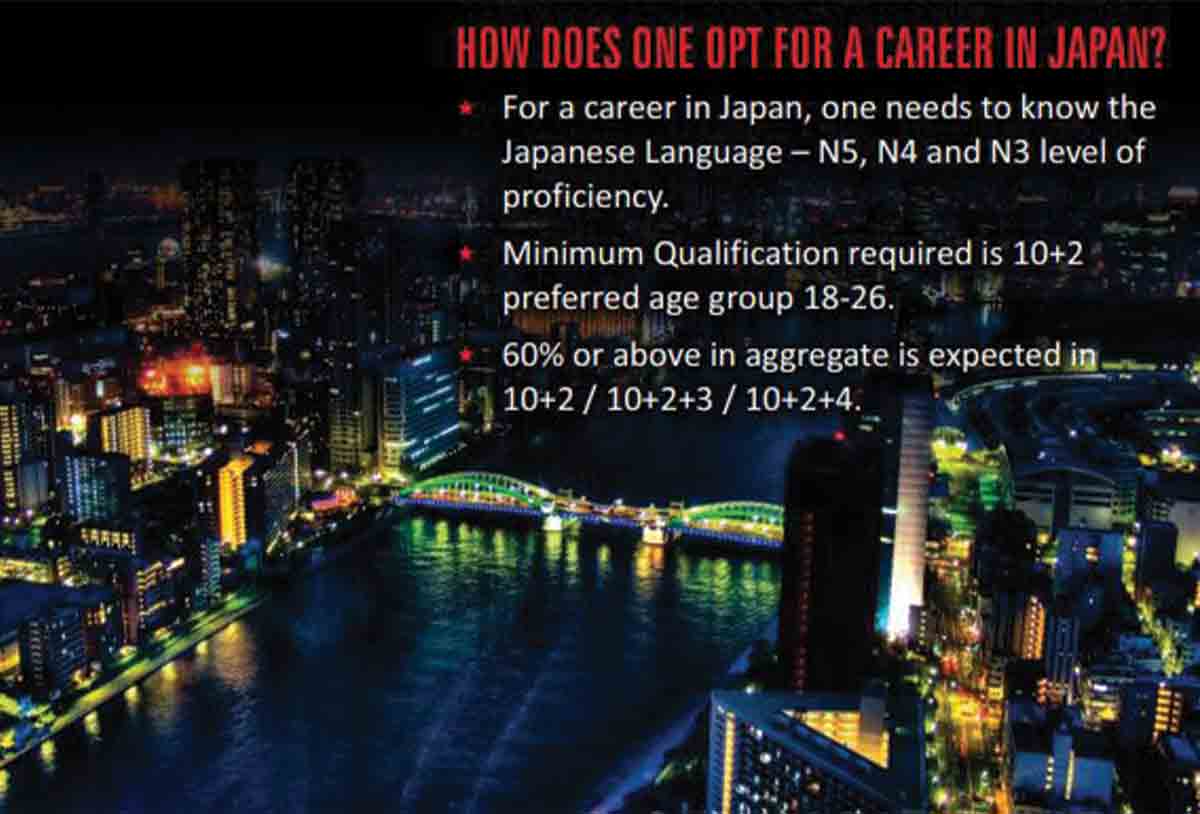 HOW DOES ONE OPT FOR A CAREER IN JAPAN?
For a career in Japan, one needs to know the
Japanese Language – N5, N4 and N3 level of
proficiency.
Minimum Qualification required is 10+2
preferred age group 18-26.
60% or above in aggregate is expected in
10+2 / 10+2+3 / 10+2+4.